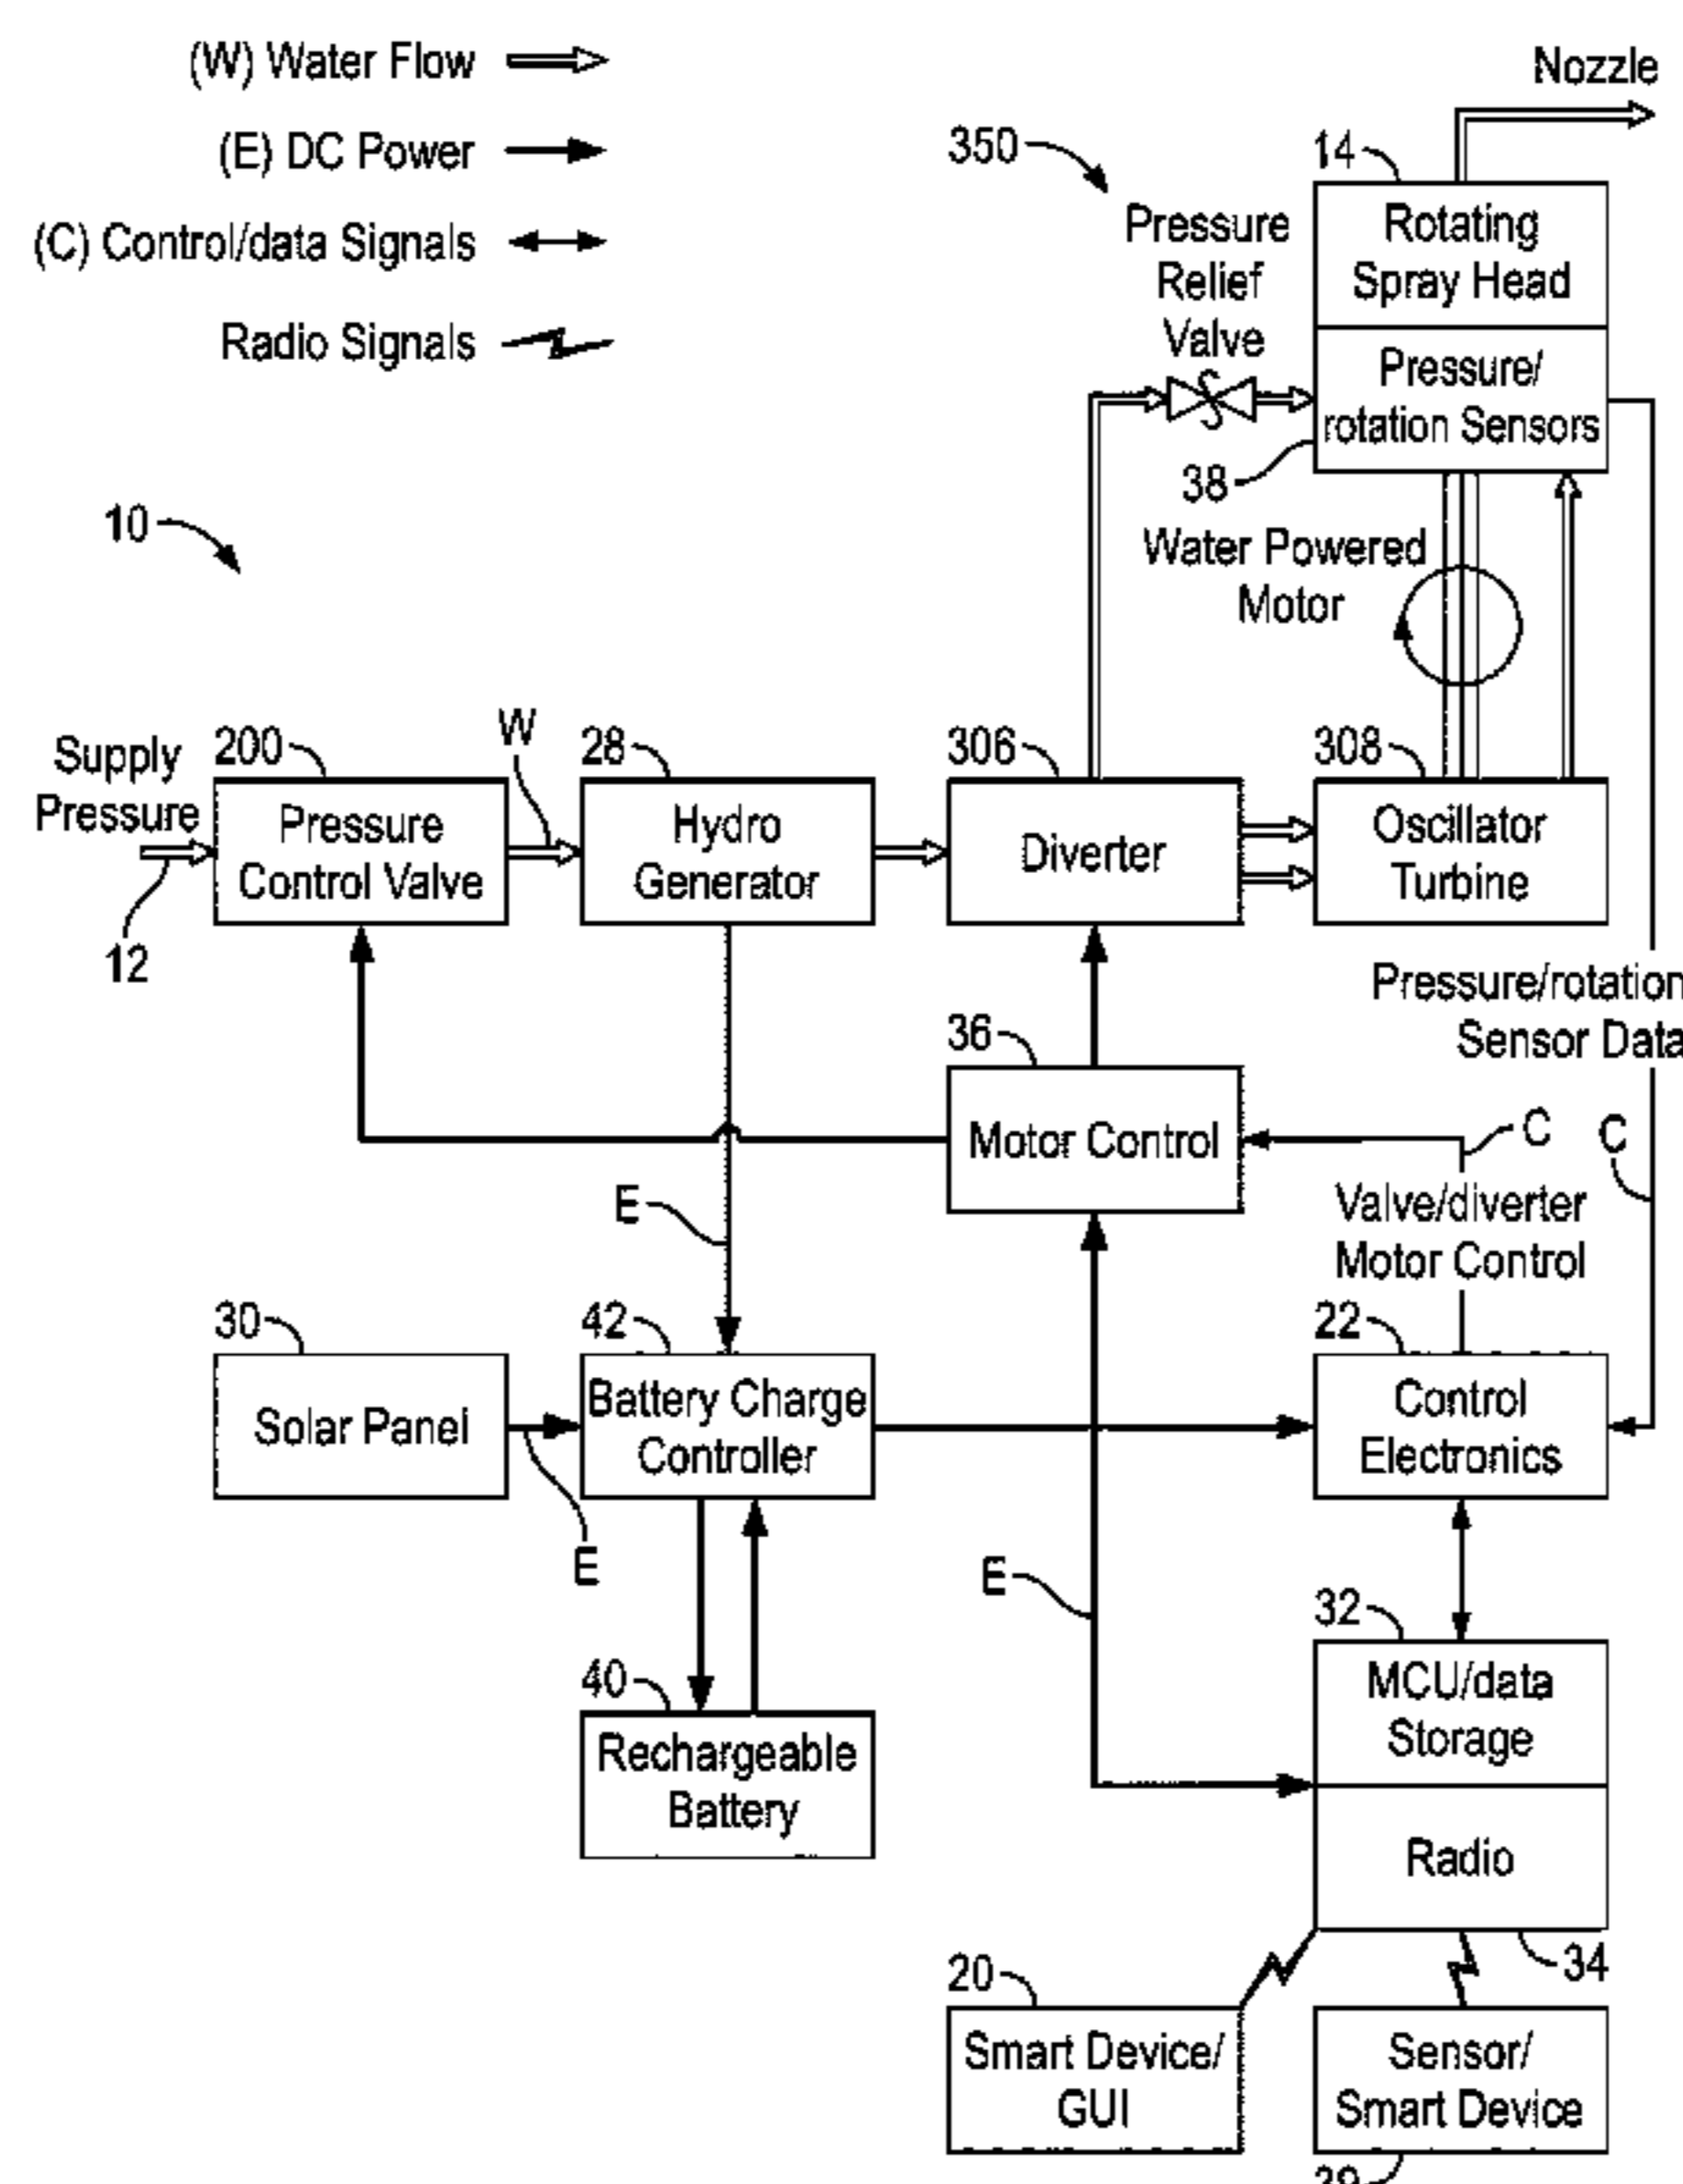 (W) Water Flow
(E) DC Power
(C) Control/data Signals
Radio Signals
Nozzle
350
14
Pressure
Relief
Valve
Rotating
Spray Head
Pressure/
rotation Sensors
38
10
Water Powered
Motor
Supply
Pressure
12
200
Pressure
Control Valve
W
28
Hydro
Generator
306
Diverter
308
Oscillator
Turbine
Pressure/rotation
Sensor Data
36
Motor Control
C
C
Valve/diverter
Motor Control
E
30
Solar Panel
E
42
Battery Charge
Controller
22
Control
Electronics
E
40
Rechargeable
Battery
32
MCU/data
Storage
Radio
34
20
Smart Device/
GUI
Sensor/
Smart Device
39